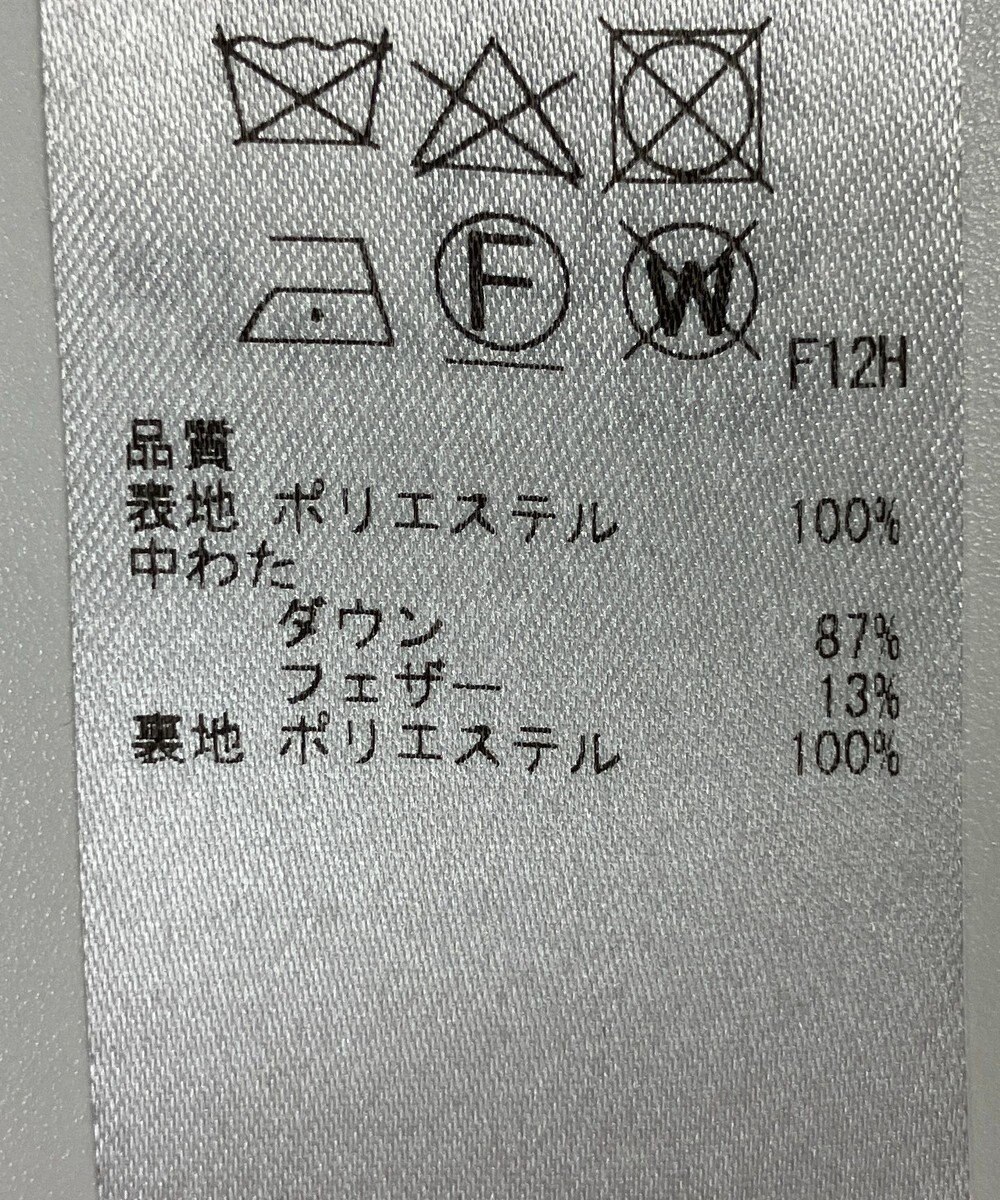 F W
F12H
品質
表地 ポリエステル 100%
中わた
ダウン 87%
フェザー 13%
裏地 ポリエステル 100%